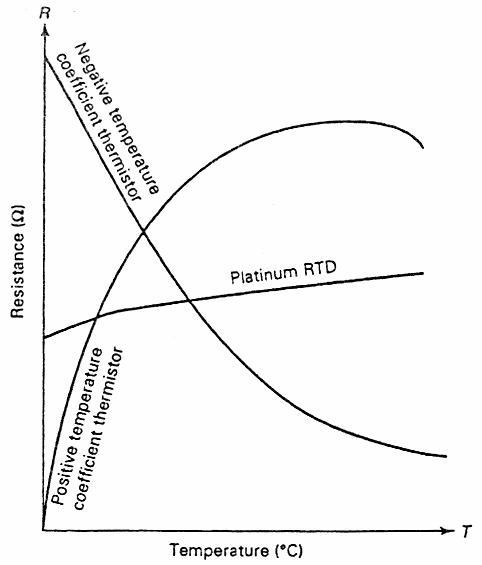 R
Negative temperature
coefficient thermistor
Resistance (Ω)
Platinum RTD
Positive temperature
coefficient thermistor
T
Temperature (°C)